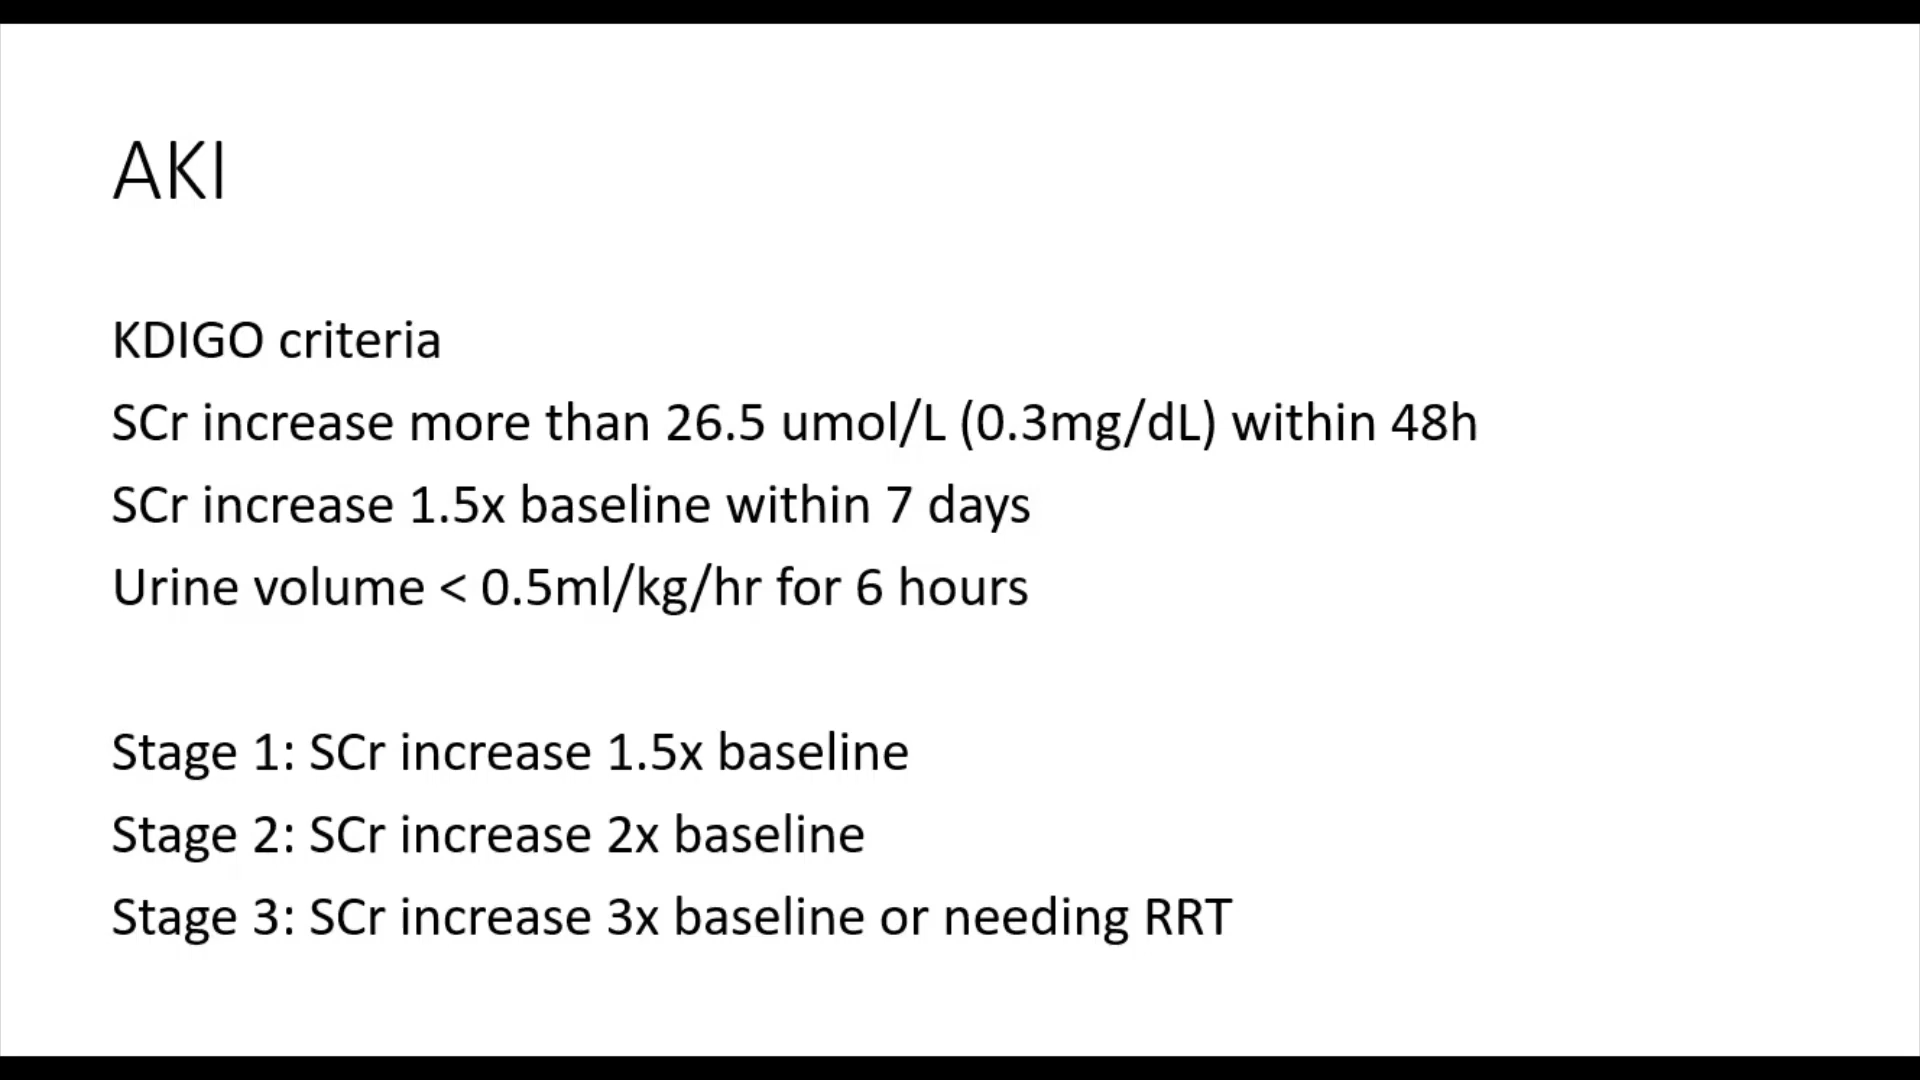 AKI
KDIGO criteria
SCr increase more than 26.5 umol/L (0.3mg/dL) within 48h
SCr increase 1.5x baseline within 7 days
Urine volume < 0.5ml/kg/hr for 6 hours
Stage 1: SCr increase 1.5x baseline
Stage 2: SCr increase 2x baseline
Stage 3: SCr increase 3x baseline or needing RRT